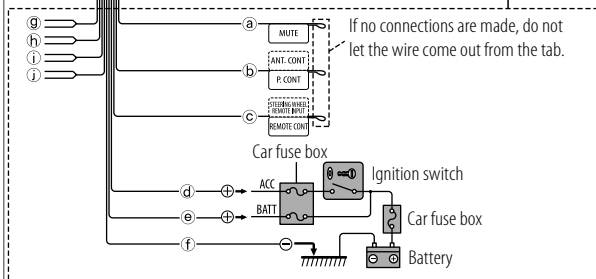 ⓖ
ⓗ
ⓘ
ⓙ
ⓐ
MUTE
If no connections are made, do not
let the wire come out from the tab.
ⓑ
ANT. CONT
P. CONT
ⓒ
STEERING WHEEL
REMOTE INPUT
REMOTE CONT
Car fuse box
Ignition switch
ⓓ
⊕
ACC
ⓔ
⊕
BATT
Car fuse box
ⓕ
⊖
⊖ ⊕
Battery